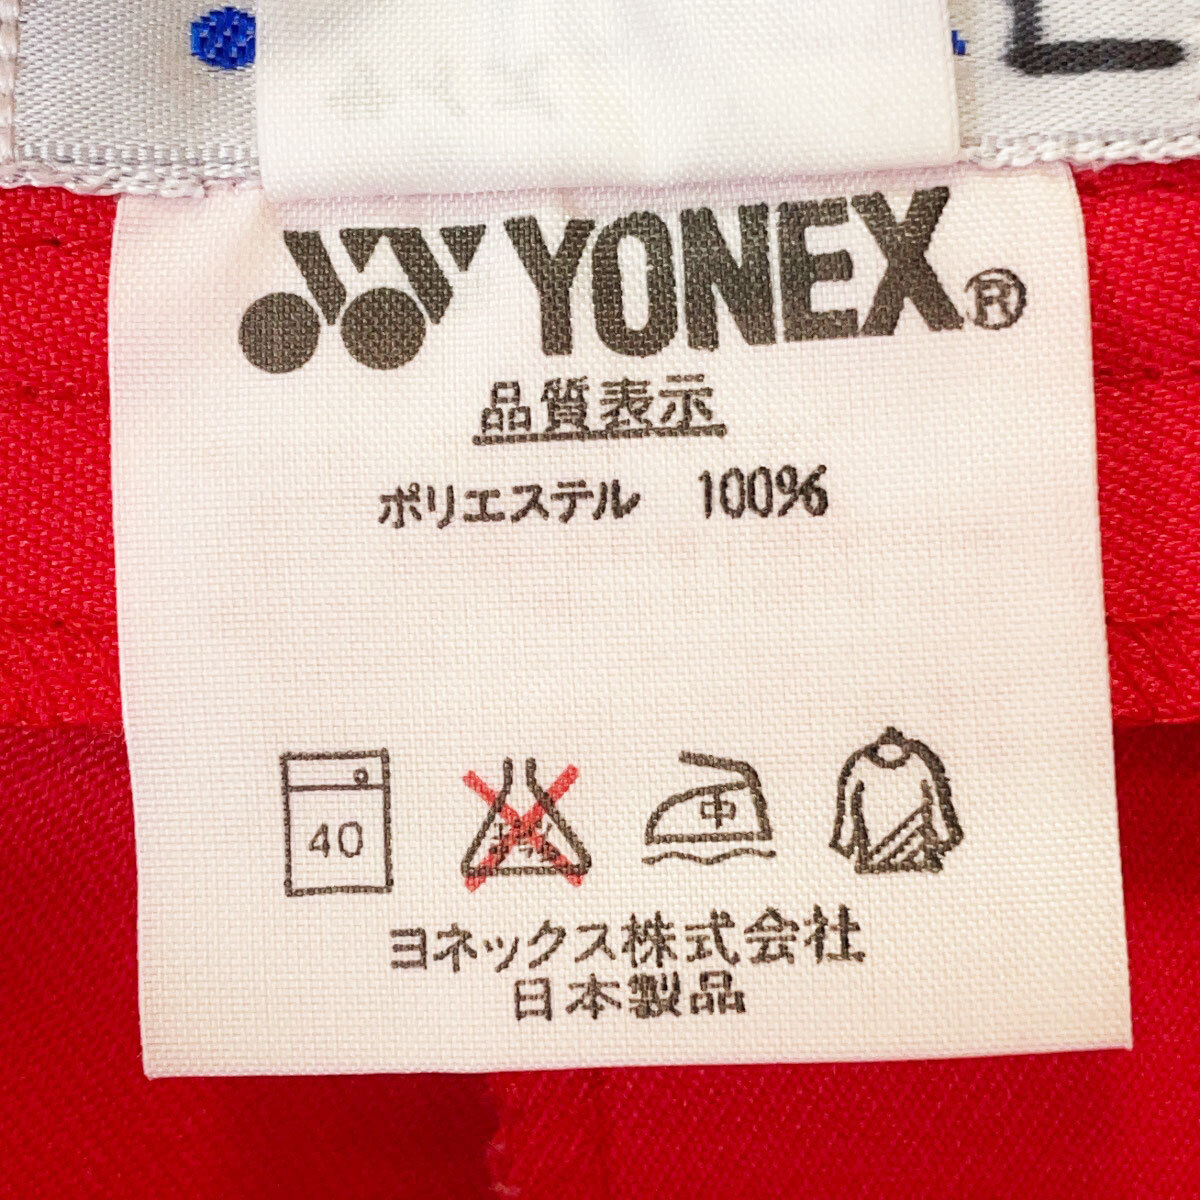 L
YONEX®
品質表示
ポリエステル 100%
40
中
ヨネックス株式会社
日本製品